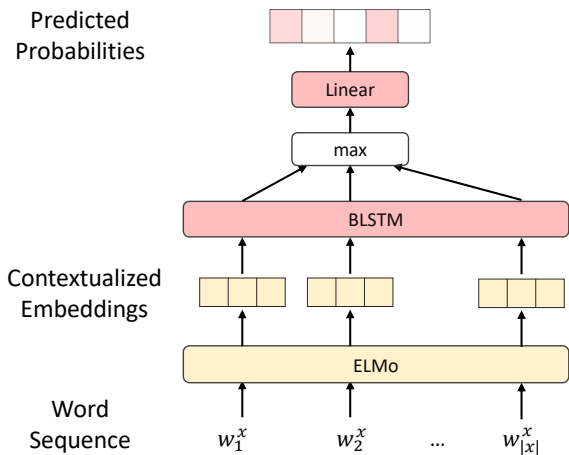 Predicted
Probabilities
Linear
max
BLSTM
Contextualized
Embeddings
ELMo
Word
Sequence
w₁ˣ w₂ˣ ... w|ₓ|ˣ